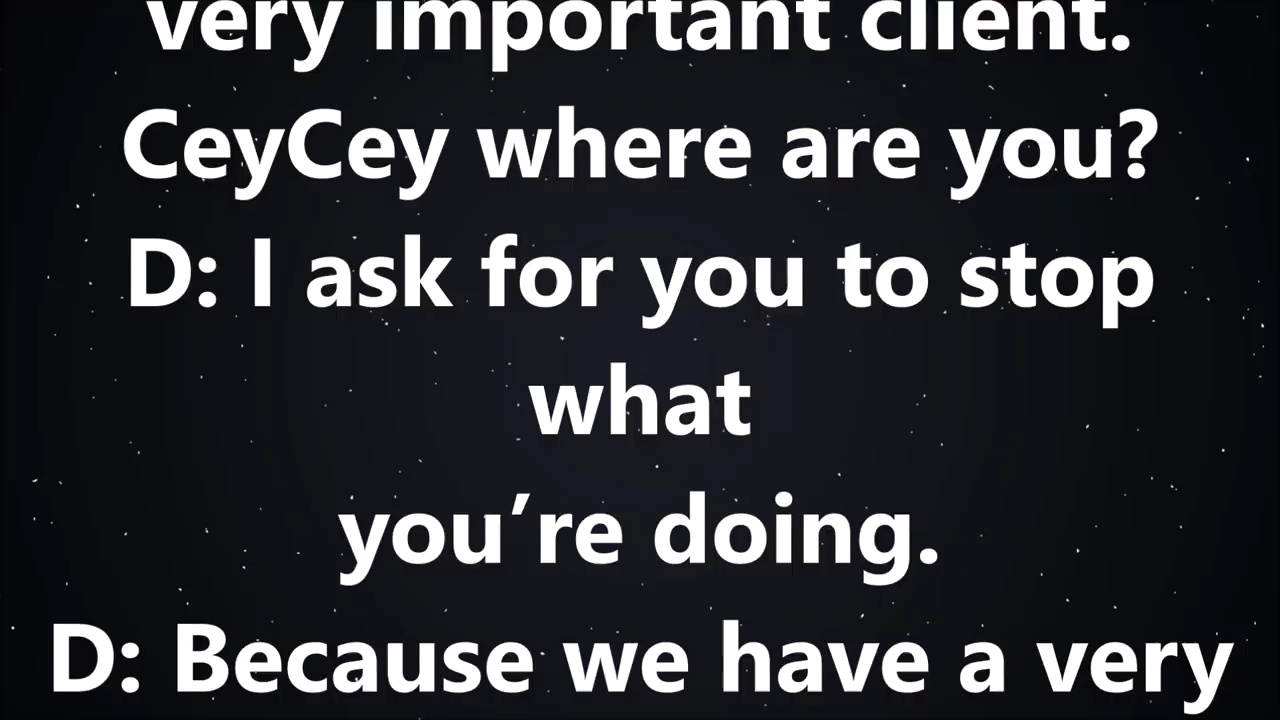 very important client.
CeyCey where are you?
D: I ask for you to stop
what
you’re doing.
D: Because we have a very